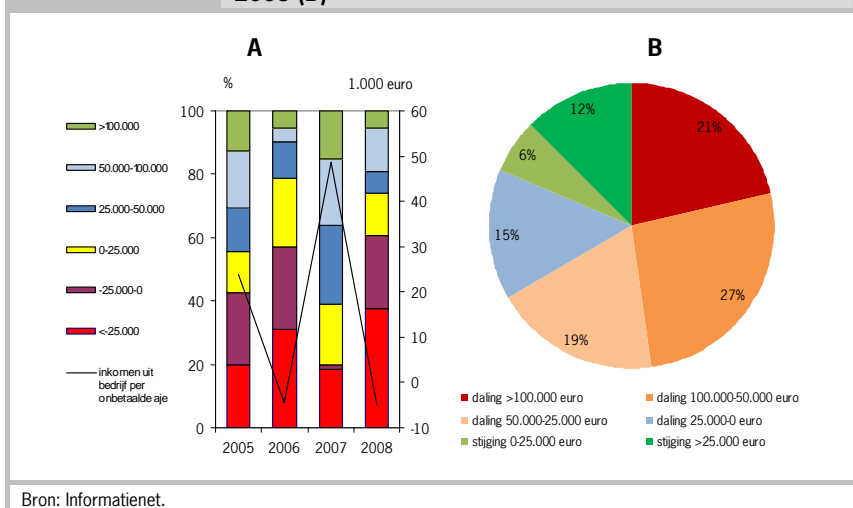 A
B
% 1.000 euro
100
80
60
40
20
0
60
50
40
30
20
10
0
-10
2005 2006 2007 2008
>100.000
50.000-100.000
25.000-50.000
0-25.000
-25.000-0
<-25.000
inkomen uit
bedrijf per
onbetaalde aje
21%
27%
19%
15%
6%
12%
daling >100.000 euro daling 100.000-50.000 euro
daling 50.000-25.000 euro daling 25.000-0 euro
stijging 0-25.000 euro stijging >25.000 euro
Bron: Informatienet.